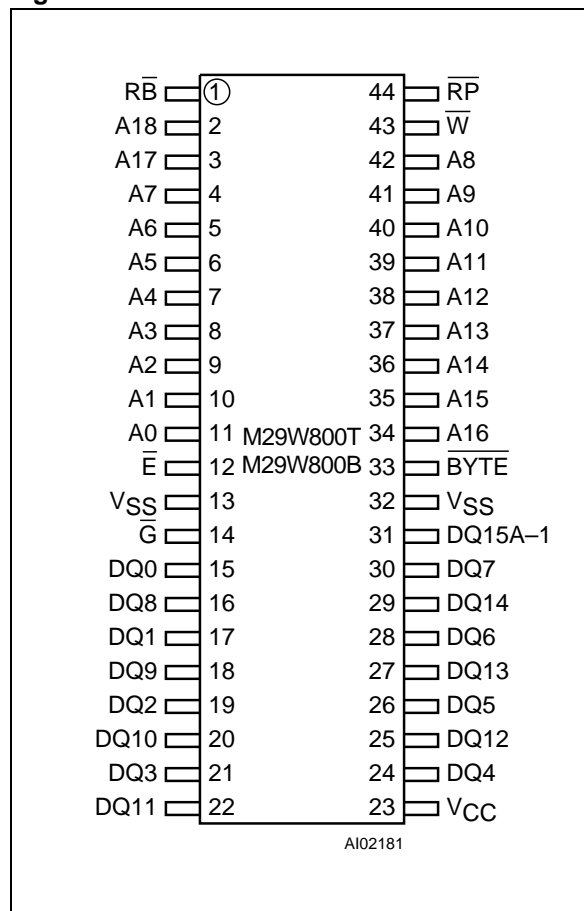 RB̅ 1 44 R̅P̅
A18 2 43 W̅
A17 3 42 A8
A7 4 41 A9
A6 5 40 A10
A5 6 39 A11
A4 7 38 A12
A3 8 37 A13
A2 9 36 A14
A1 10 35 A15
A0 11 M29W800T 34 A16
E̅ 12 M29W800B 33 B̅Y̅T̅E̅
VSS 13 32 VSS
G̅ 14 31 DQ15A–1
DQ0 15 30 DQ7
DQ8 16 29 DQ14
DQ1 17 28 DQ6
DQ9 18 27 DQ13
DQ2 19 26 DQ5
DQ10 20 25 DQ12
DQ3 21 24 DQ4
DQ11 22 23 VCC
AI02181